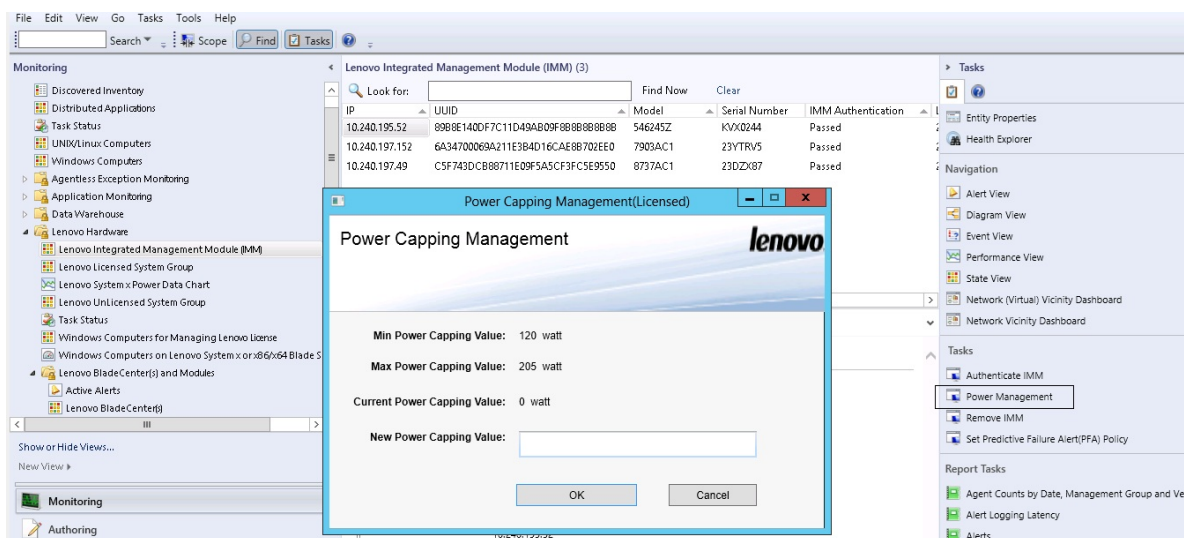 File Edit View Go Tasks Tools Help
Search Scope Find Tasks
Monitoring
Discovered Inventory
Distributed Applications
Task Status
UNIX/Linux Computers
Windows Computers
Agentless Exception Monitoring
Application Monitoring
Data Warehouse
Lenovo Hardware
Lenovo Integrated Management Module (IMM)
Lenovo Licensed System Group
Lenovo System x Power Data Chart
Lenovo UnLicensed System Group
Task Status
Windows Computers for Managing Lenovo License
Windows Computers on Lenovo System x or x86/x64 Blade S
Lenovo BladeCenter(s) and Modules
Active Alerts
Lenovo BladeCenter(s)
Show or Hide Views...
New View
Monitoring
Authoring
Lenovo Integrated Management Module (IMM) (3)
Look for: Find Now Clear
IP UUID Model Serial Number IMM Authentication
10.240.195.52 89B8E140DF7C11D49AB09F8B8B8B8B8B 546245Z KVX0244 Passed
10.240.197.152 6A34700069A211E3B4D16CAE8B702EE0 7903AC1 23YTRV5 Passed
10.240.197.49 C5F743DCB88711E09F5A5CF3FC5E9550 8737AC1 23DZX87 Passed
Power Capping Management(Licensed)
Power Capping Management
lenovo
Min Power Capping Value: 120 watt
Max Power Capping Value: 205 watt
Current Power Capping Value: 0 watt
New Power Capping Value:
OK Cancel
Tasks
Entity Properties
Health Explorer
Navigation
Alert View
Diagram View
Event View
Performance View
State View
Network (Virtual) Vicinity Dashboard
Network Vicinity Dashboard
Tasks
Authenticate IMM
Power Management
Remove IMM
Set Predictive Failure Alert(PFA) Policy
Report Tasks
Agent Counts by Date, Management Group and Ve
Alert Logging Latency
Alerts